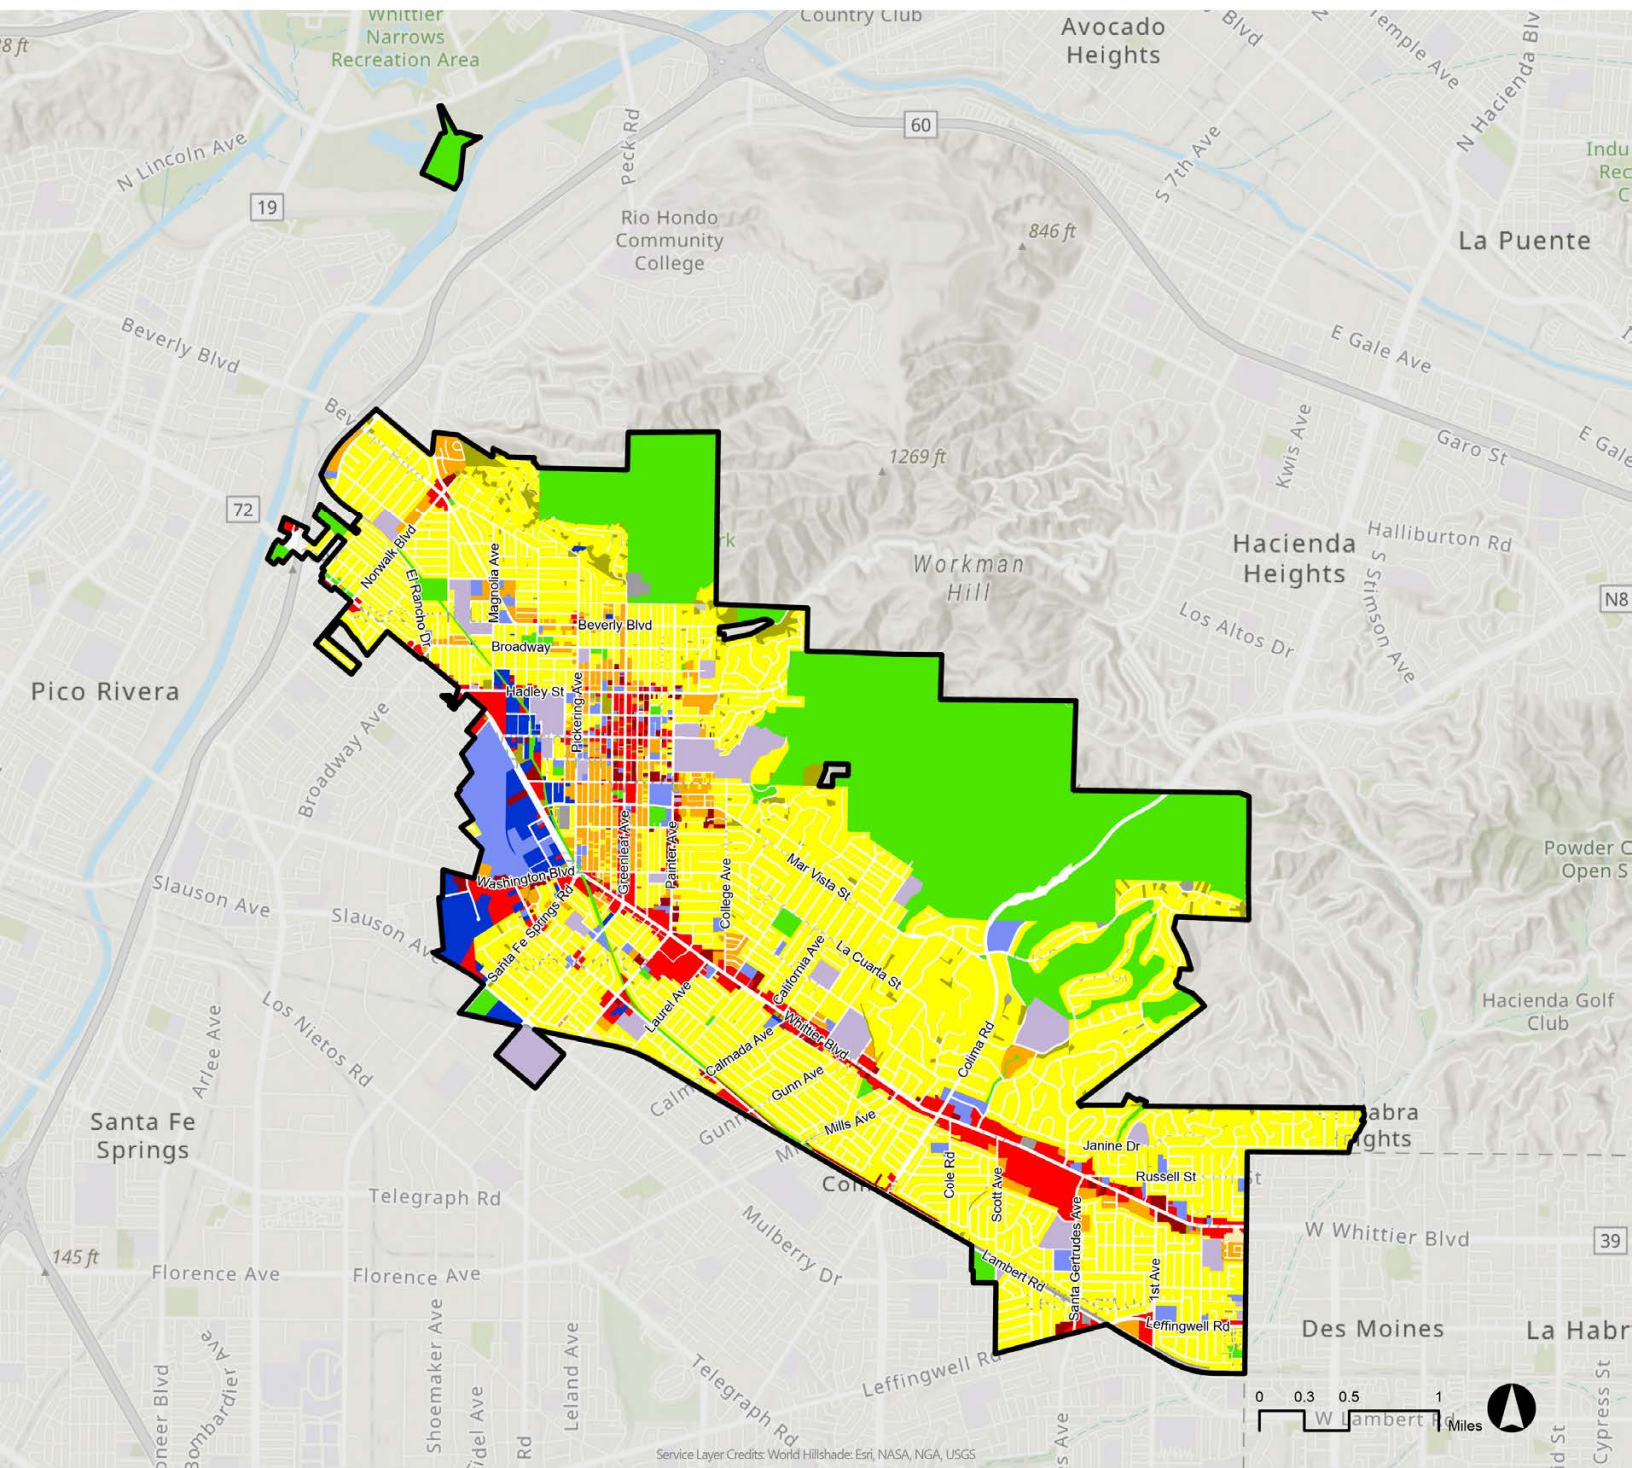 Whittier
Narrows
Recreation Area
Country Club
Avocado
Heights
Blvd
Temple Ave
N Hacienda Blv
8 ft
N Lincoln Ave
Peck Rd
60
S 7th Ave
Indu
Rec
C
19
Rio Hondo
Community
College
846 ft
La Puente
Beverly Blvd
E Gale Ave
Kwis Ave
Garo St
E Gale
1269 ft
72
Halliburton Rd
Workman
Hill
Hacienda
Heights
S Stimson Ave
N8
Los Altos Dr
Norwalk Blvd
El Rancho Dr
Magnolia Ave
Beverly Blvd
Broadway
Hadley St
Pickering Ave
Pico Rivera
Broadway Ave
Greenleaf Ave
Painter Ave
College Ave
Mar Vista St
Washington Blvd
Santa Fe Springs Rd
Slauson Ave
Slauson Av
Powder C
Open S
California Ave
La Cuarta St
Laurel Ave
Whittier Blvd
Calmada Ave
Gunn Ave
Mills Ave
Colima Rd
Los Nietos Rd
Arlee Ave
Hacienda Golf
Club
Santa Fe
Springs
Calm
Gunn
abra
ghts
Janine Dr
Russell St
St
Cole Rd
Scott Ave
Santa Gertrudes Ave
1st Ave
Telegraph Rd
Mulberry Dr
W Whittier Blvd
39
145 ft
Florence Ave
Florence Ave
Lambert Rd
Leffingwell Rd
Leffingwell Rd
Des Moines
La Habr
Shoemaker Ave
Leland Ave
Telegraph Rd
oneer Blvd
Bombardier Ave
idel Ave
Rd
s Ave
0 0.3 0.5 1
Miles
W Lambert Rd
id St
Cypress St
Service Layer Credits: World Hillshade: Esri, NASA, NGA, USGS